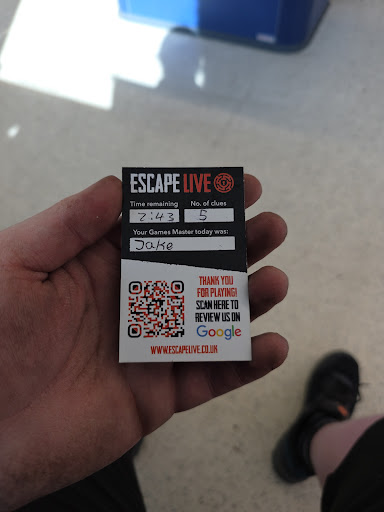 ESCAPE LIVE
Time remaining No. of clues
2:43 5
Your Games Master today was:
Jake
THANK YOU
FOR PLAYING!
SCAN HERE TO
REVIEW US ON
Google
WWW.ESCAPELIVE.CO.UK